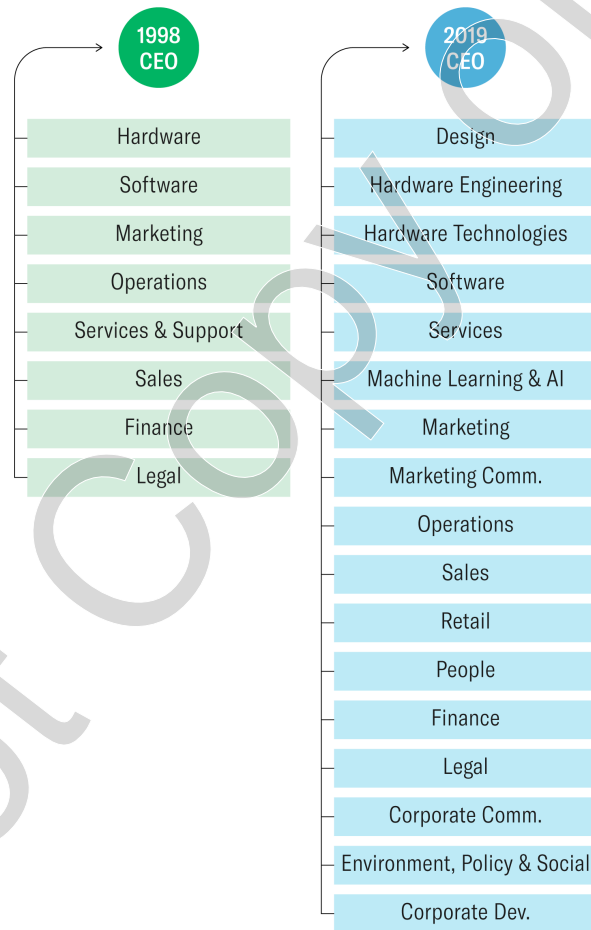 1998
CEO
Hardware
Software
Marketing
Operations
Services & Support
Sales
Finance
Legal
2019
CEO
Design
Hardware Engineering
Hardware Technologies
Software
Services
Machine Learning & AI
Marketing
Marketing Comm.
Operations
Sales
Retail
People
Finance
Legal
Corporate Comm.
Environment, Policy & Social
Corporate Dev.
Copy